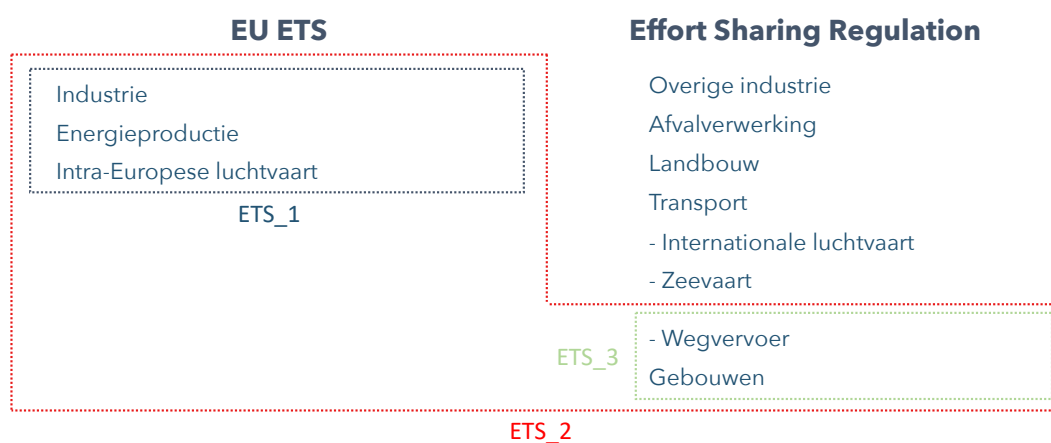 EU ETS
Industrie
Energieproductie
Intra-Europese luchtvaart
ETS_1
Effort Sharing Regulation
Overige industrie
Afvalverwerking
Landbouw
Transport
- Internationale luchtvaart
- Zeevaart
ETS_3
- Wegvervoer
Gebouwen
ETS_2